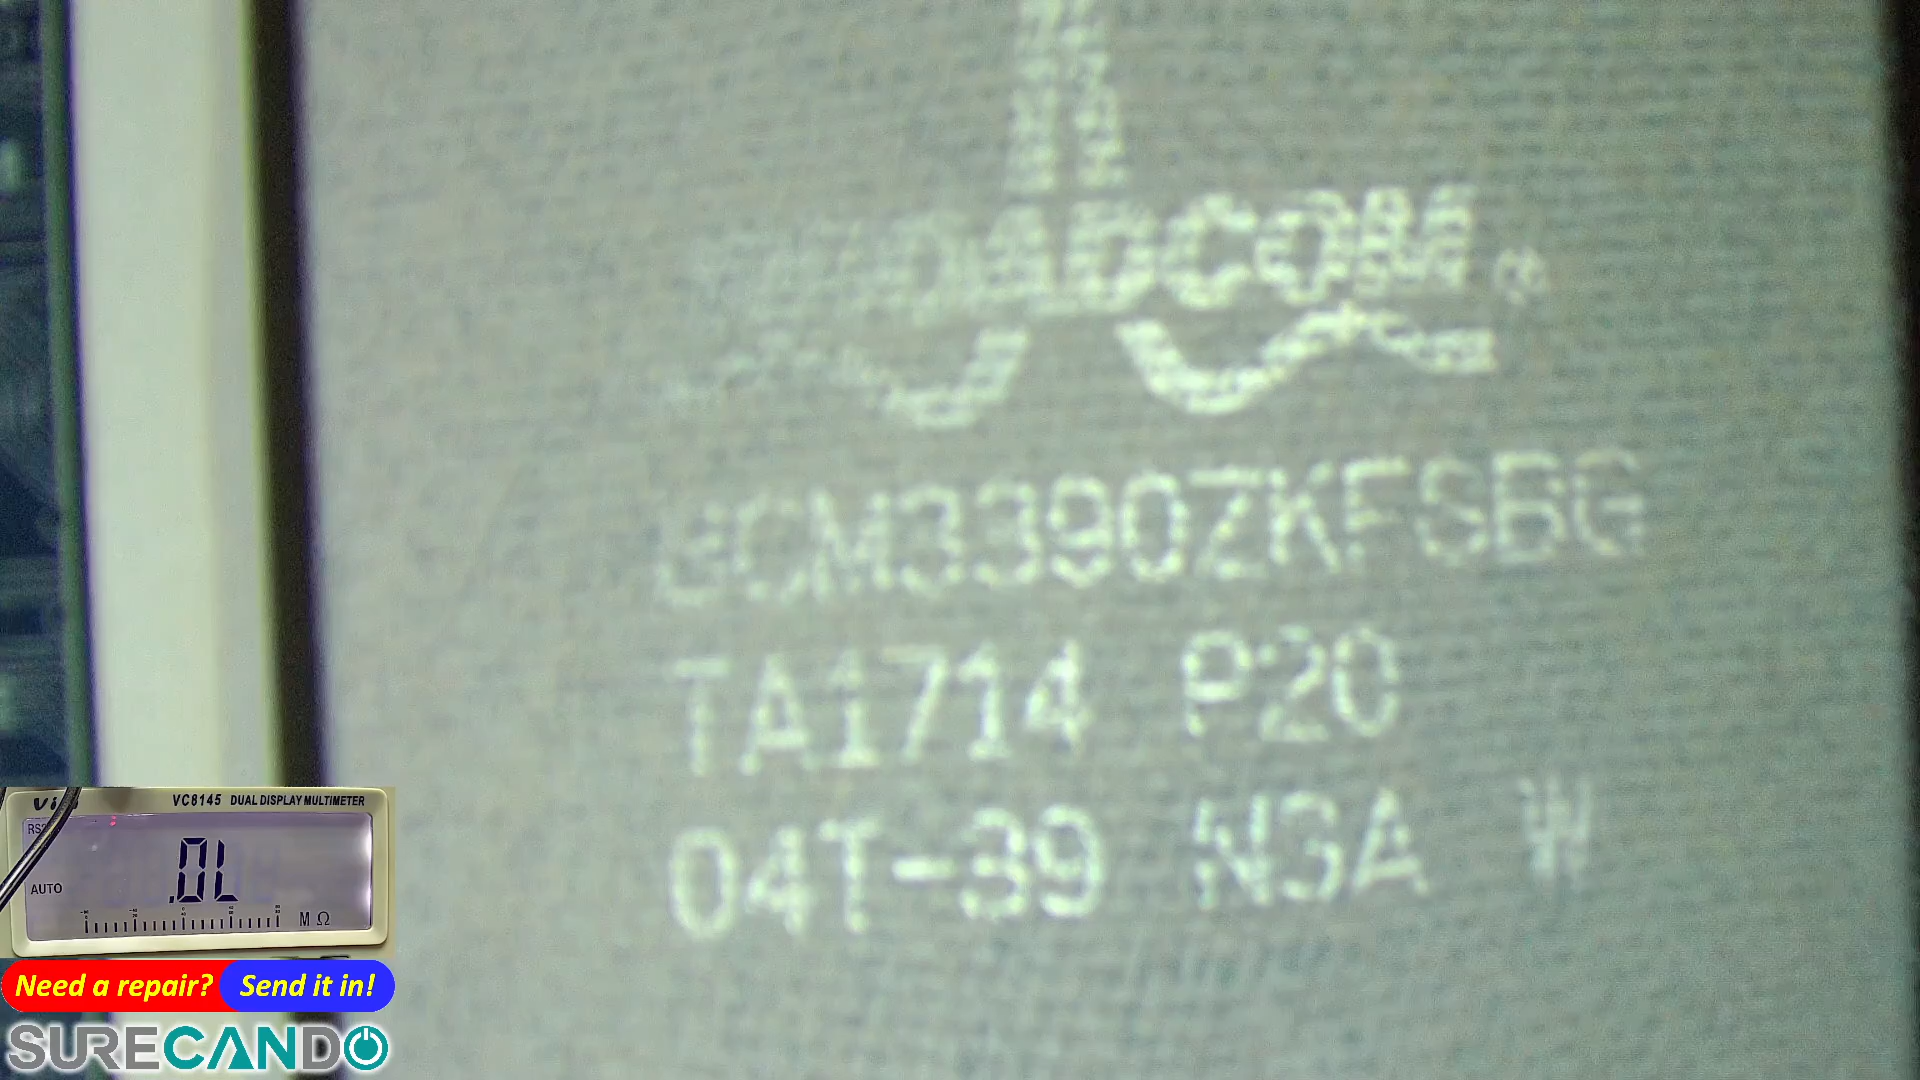 BROADCOM®
BCM3390ZKFSBG
TA1714 P20
04T-39 N3A W
VC8145 DUAL DISPLAY MULTIMETER
AUTO
.0L
MΩ
Need a repair? Send it in!
SURECANDO